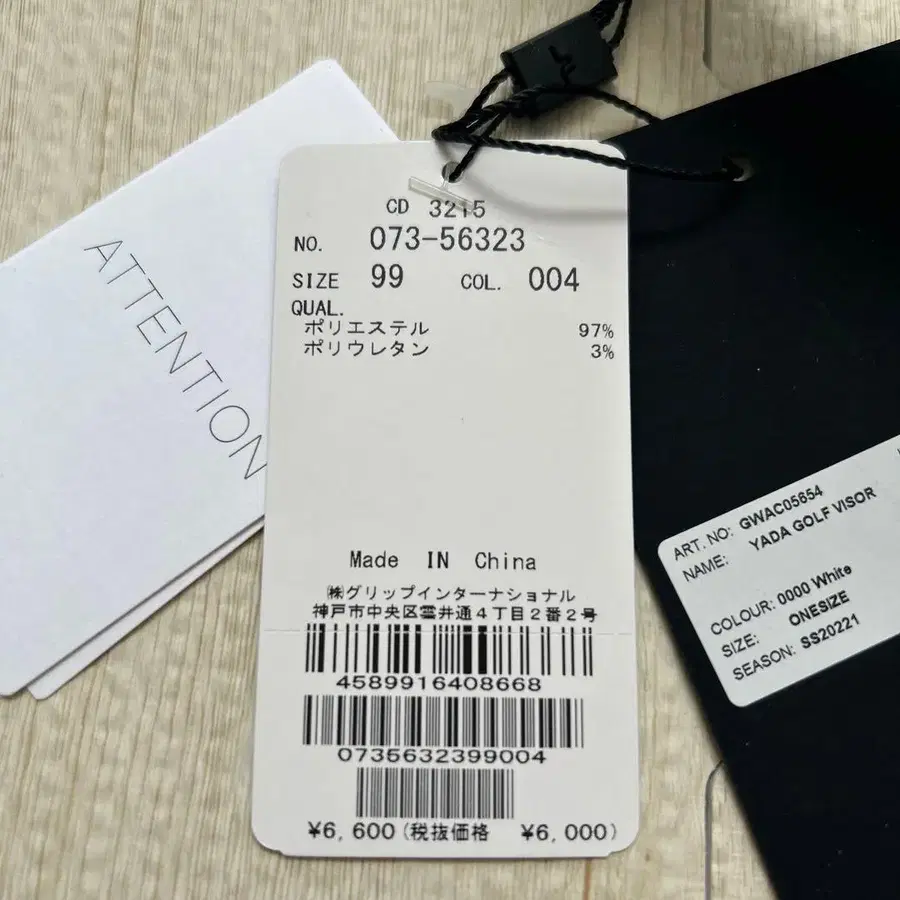 ATTENTION
CD 3215
NO. 073-56323
SIZE 99 COL. 004
QUAL.
ポリエステル 97%
ポリウレタン 3%
Made IN China
㈱グリップインターナショナル
神戸市中央区雲井通4丁目2番2号
4589916408668
0735632399004
¥6,600(税抜価格 ¥6,000)
ART. NO: GWAC05654
NAME: YADA GOLF VISOR
COLOUR: 0000 White
SIZE: ONESIZE
SEASON: SS20221